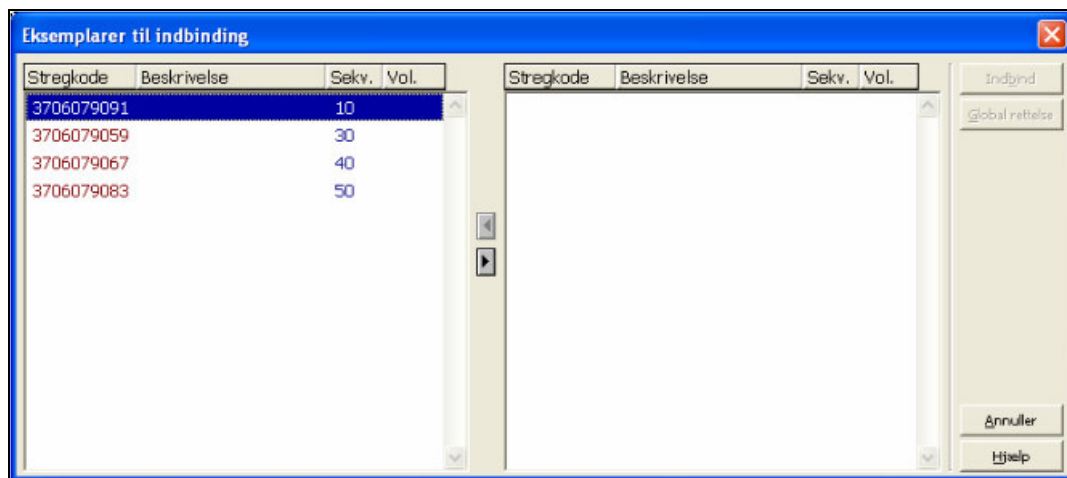 Eksemplarer til indbinding
Stregkode Beskrivelse Sekv. Vol. Stregkode Beskrivelse Sekv. Vol. Indbind
3706079091 10 Global rettelse
3706079059 30
3706079067 40
3706079083 50
Annuller
Hjælp